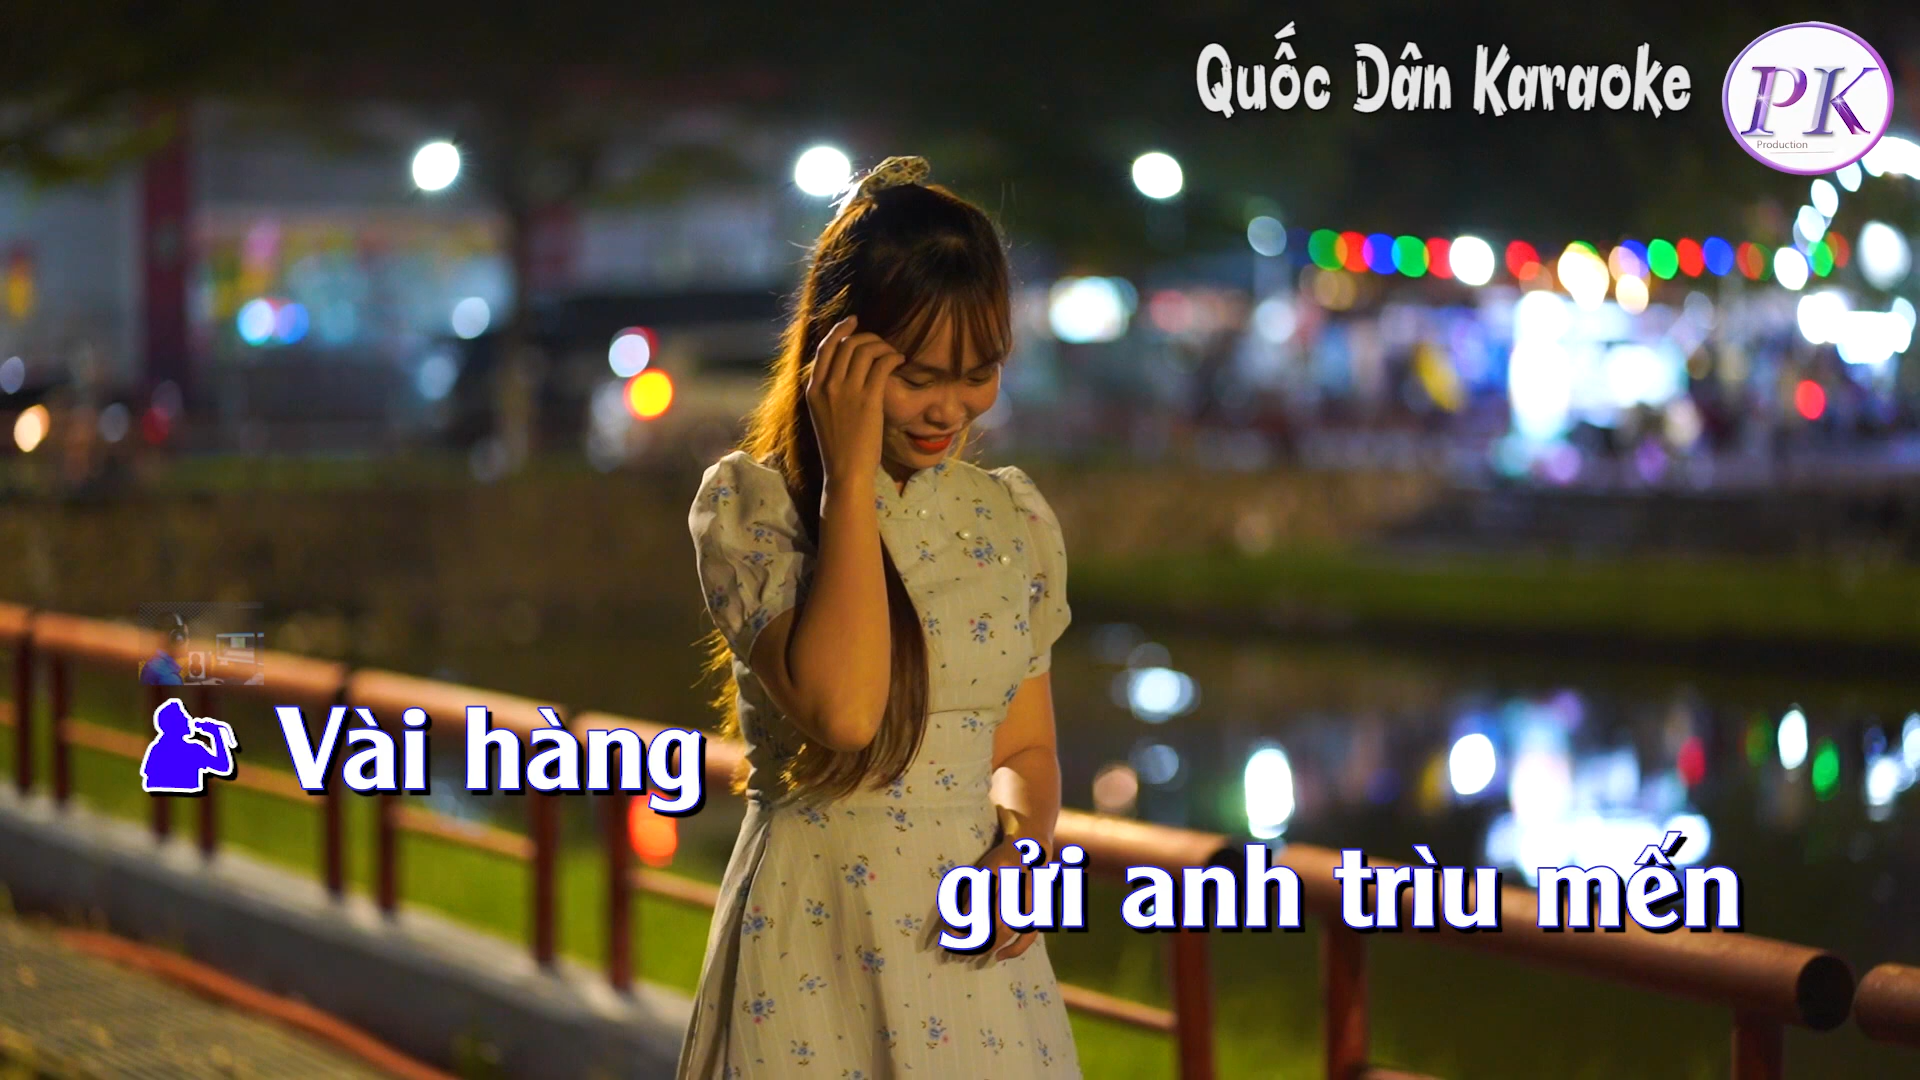 Quốc Dân Karaoke
PK
Production
Vài hàng
gửi anh trìu mến